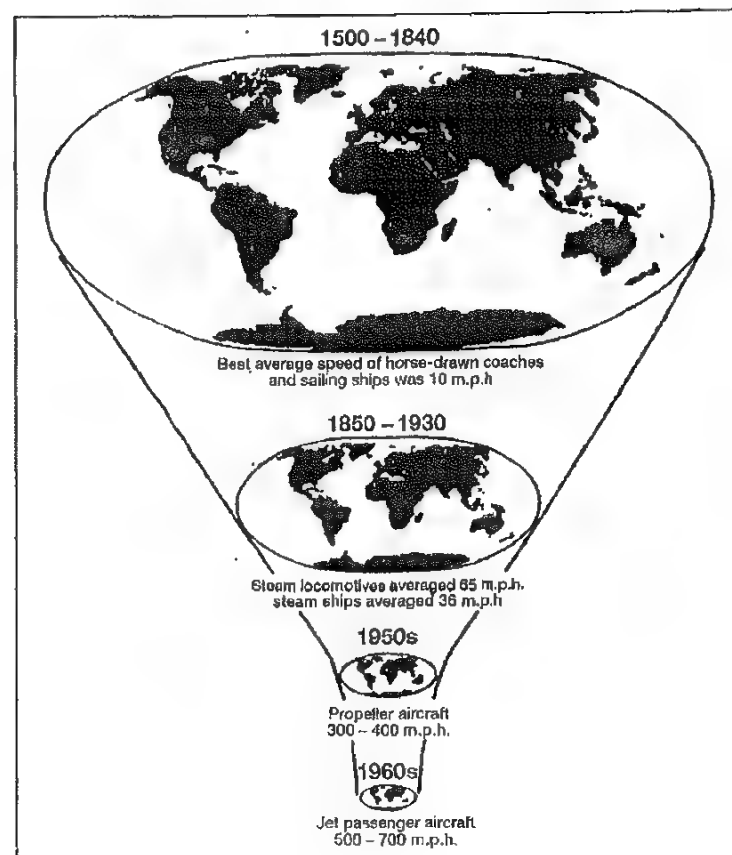 1500–1840
Best average speed of horse-drawn coaches
and sailing ships was 10 m.p.h
1850–1930
Steam locomotives averaged 65 m.p.h.
steam ships averaged 36 m.p.h
1950s
Propeller aircraft
300–400 m.p.h.
1960s
Jet passenger aircraft
500–700 m.p.h.